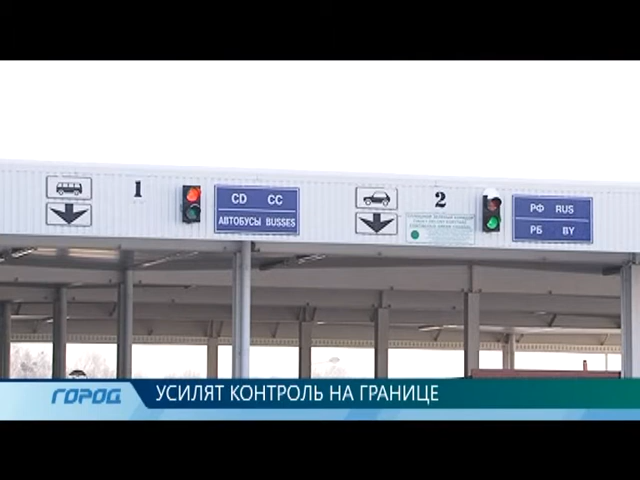 1
CD CC
АВТОБУСЫ BUSSES
2
РФ RUS
РБ BY
ГОРОД
УСИЛЯТ КОНТРОЛЬ НА ГРАНИЦЕ